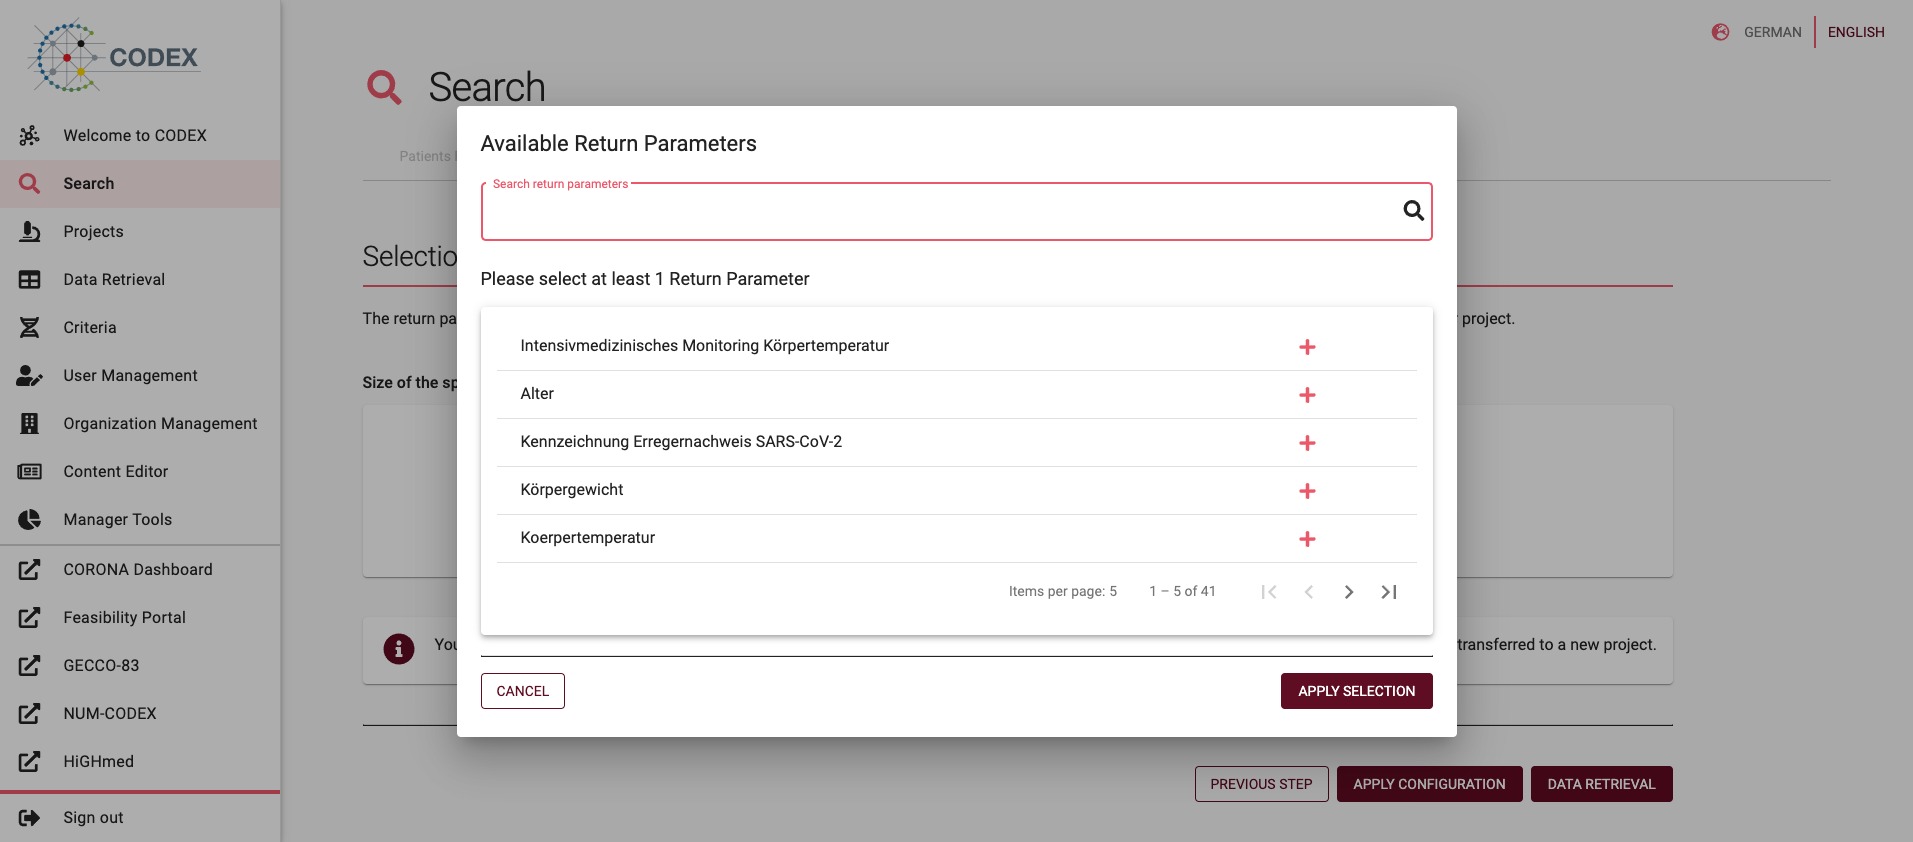 CODEX
GERMAN
ENGLISH
Welcome to CODEX
Search
Projects
Data Retrieval
Criteria
User Management
Organization Management
Content Editor
Manager Tools
CORONA Dashboard
Feasibility Portal
GECCO-83
NUM-CODEX
HiGHmed
Sign out
Search
Patients
Selectio
The return pa
project.
Size of the sp
You
transferred to a new project.
PREVIOUS STEP
APPLY CONFIGURATION
DATA RETRIEVAL
Available Return Parameters
Search return parameters
Please select at least 1 Return Parameter
Intensivmedizinisches Monitoring Körpertemperatur
Alter
Kennzeichnung Erregernachweis SARS-CoV-2
Körpergewicht
Koerpertemperatur
Items per page: 5 1 – 5 of 41
CANCEL
APPLY SELECTION